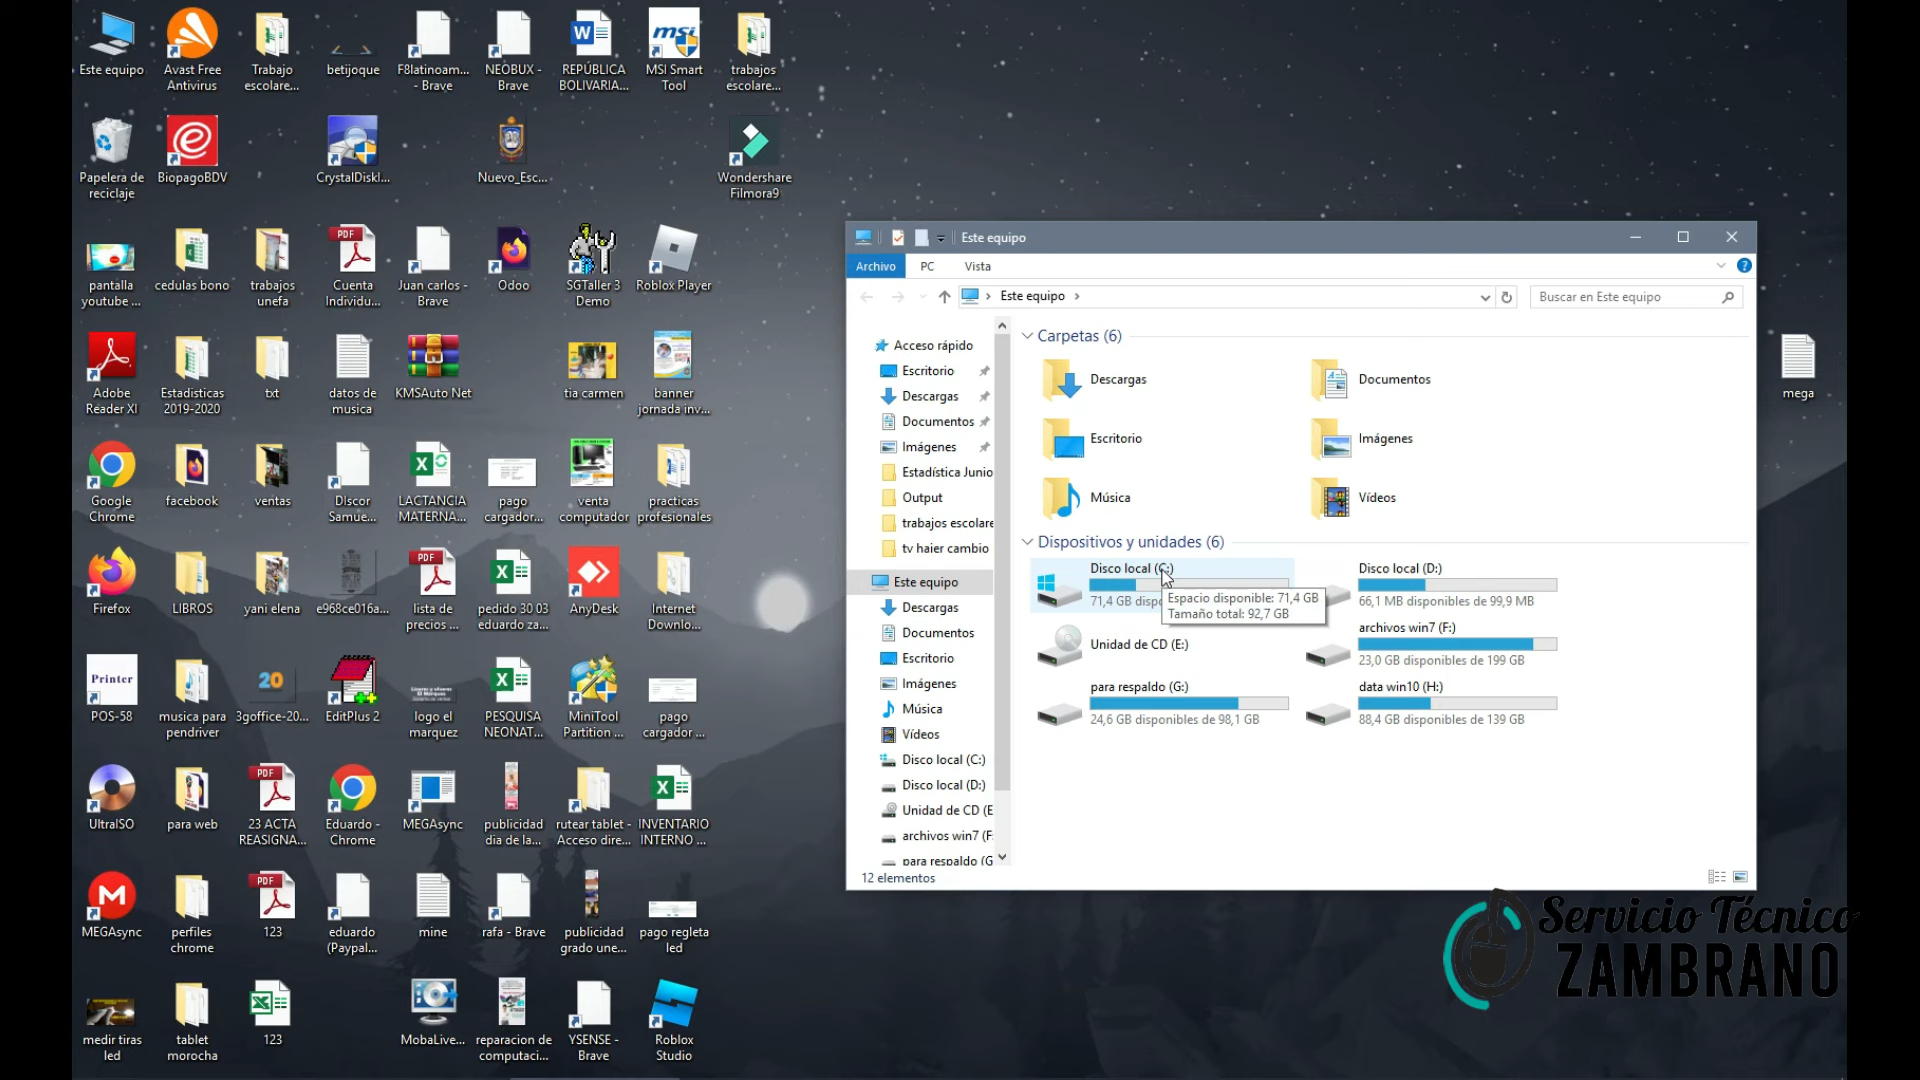 Este equipo
Avast Free
Antivirus
Trabajo
escolare...
betijoque
F8latinoam...
- Brave
NEOBUX -
Brave
REPÚBLICA
BOLIVARIA...
MSI Smart
Tool
trabajos
escolare...
Papelera de
reciclaje
BiopagoBDV
CrystalDiskI...
Nuevo_Esc...
Wondershare
Filmora9
pantalla
youtube ...
cedulas bono
trabajos
unefa
Cuenta
Individu...
Juan carlos -
Brave
Odoo
SGTaller 3
Demo
Roblox Player
Adobe
Reader XI
Estadisticas
2019-2020
txt
datos de
musica
KMSAuto Net
tia carmen
banner
jornada inv...
mega
Google
Chrome
facebook
ventas
DIscor
Samue...
LACTANCIA
MATERNA...
pago
cargador...
venta
computador
practicas
profesionales
Firefox
LIBROS
yani elena
e968ce016a...
lista de
precios ...
pedido 30 03
eduardo za...
AnyDesk
Internet
Downlo...
Printer
POS-58
musica para
pendriver
20
3goffice-20...
EditPlus 2
logo el
marquez
PESQUISA
NEONAT...
MiniTool
Partition ...
pago
cargador ...
UltraISO
para web
23 ACTA
REASIGNA...
Eduardo -
Chrome
MEGAsync
publicidad
dia de la...
rutear tablet -
Acceso dire...
INVENTARIO
INTERNO ...
MEGAsync
perfiles
chrome
123
eduardo
(Paypal...
mine
rafa - Brave
publicidad
grado une...
pago regleta
led
medir tiras
led
tablet
morocha
123
MobaLive...
reparacion de
computaci...
YSENSE -
Brave
Roblox
Studio
Este equipo
Archivo PC Vista
Este equipo
Buscar en Este equipo
Acceso rápido
Escritorio
Descargas
Documentos
Imágenes
Estadística Junio
Output
trabajos escolare
tv haier cambio
Este equipo
Descargas
Documentos
Escritorio
Imágenes
Música
Vídeos
Disco local (C:)
Disco local (D:)
Unidad de CD (E
archivos win7 (F:
para respaldo (G
Carpetas (6)
Descargas
Documentos
Escritorio
Imágenes
Música
Vídeos
Dispositivos y unidades (6)
Disco local (C:)
71,4 GB dispo
Espacio disponible: 71,4 GB
Tamaño total: 92,7 GB
Disco local (D:)
66,1 MB disponibles de 99,9 MB
Unidad de CD (E:)
archivos win7 (F:)
23,0 GB disponibles de 199 GB
para respaldo (G:)
24,6 GB disponibles de 98,1 GB
data win10 (H:)
88,4 GB disponibles de 139 GB
12 elementos
Servicio Técnico
ZAMBRANO